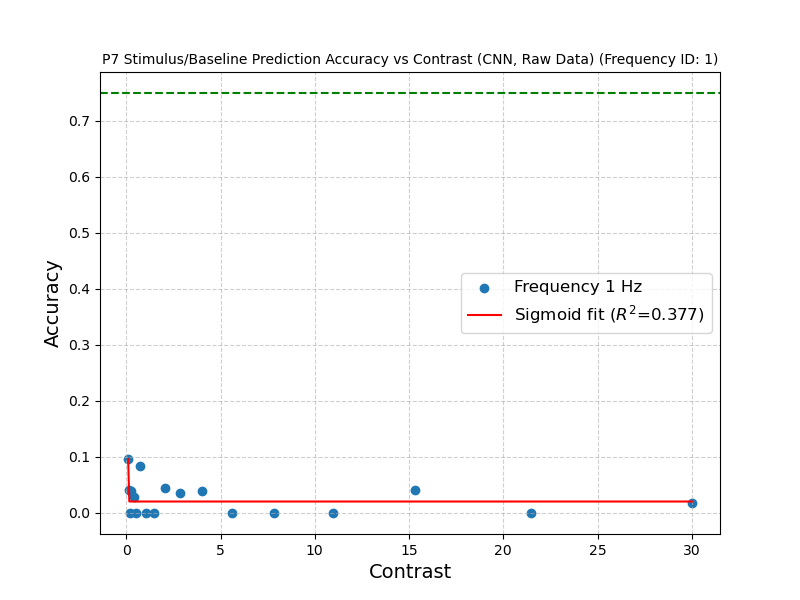 P7 Stimulus/Baseline Prediction Accuracy vs Contrast (CNN, Raw Data) (Frequency ID: 1)
Accuracy
0.7
0.6
0.5
0.4
0.3
0.2
0.1
0.0
Frequency 1 Hz
Sigmoid fit (R²=0.377)
0 5 10 15 20 25 30
Contrast